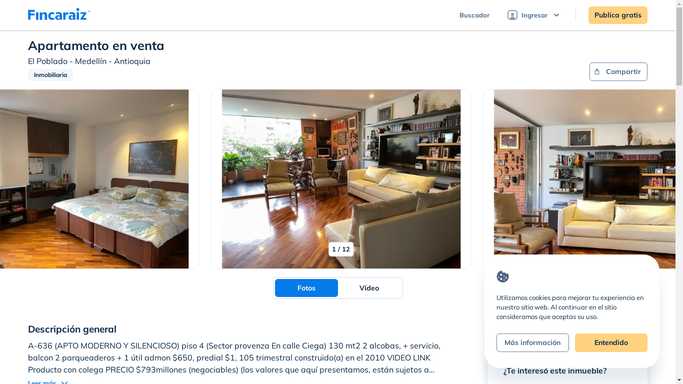 Fincaraiz
Buscador
Ingresar
Publica gratis
Apartamento en venta
El Poblado - Medellín - Antioquia
Inmobiliaria
Compartir
1 / 12
Fotos
Video
Descripción general
A-636 (APTO MODERNO Y SILENCIOSO) piso 4 (Sector provenza En calle Ciega) 130 mt2 2 alcobas, + servicio,
balcon 2 parqueaderos + 1 útil admon $650, predial $1. 105 trimestral construido(a) en el 2010 VIDEO LINK
Producto con colega PRECIO $793millones (negociables) (los valores que aquí presentamos, están sujetos a...
Leer más
Utilizamos cookies para mejorar tu experiencia en
nuestro sitio web. Al continuar en el sitio
consideramos que aceptas su uso.
Más información
Entendido
¿Te interesó este inmueble?